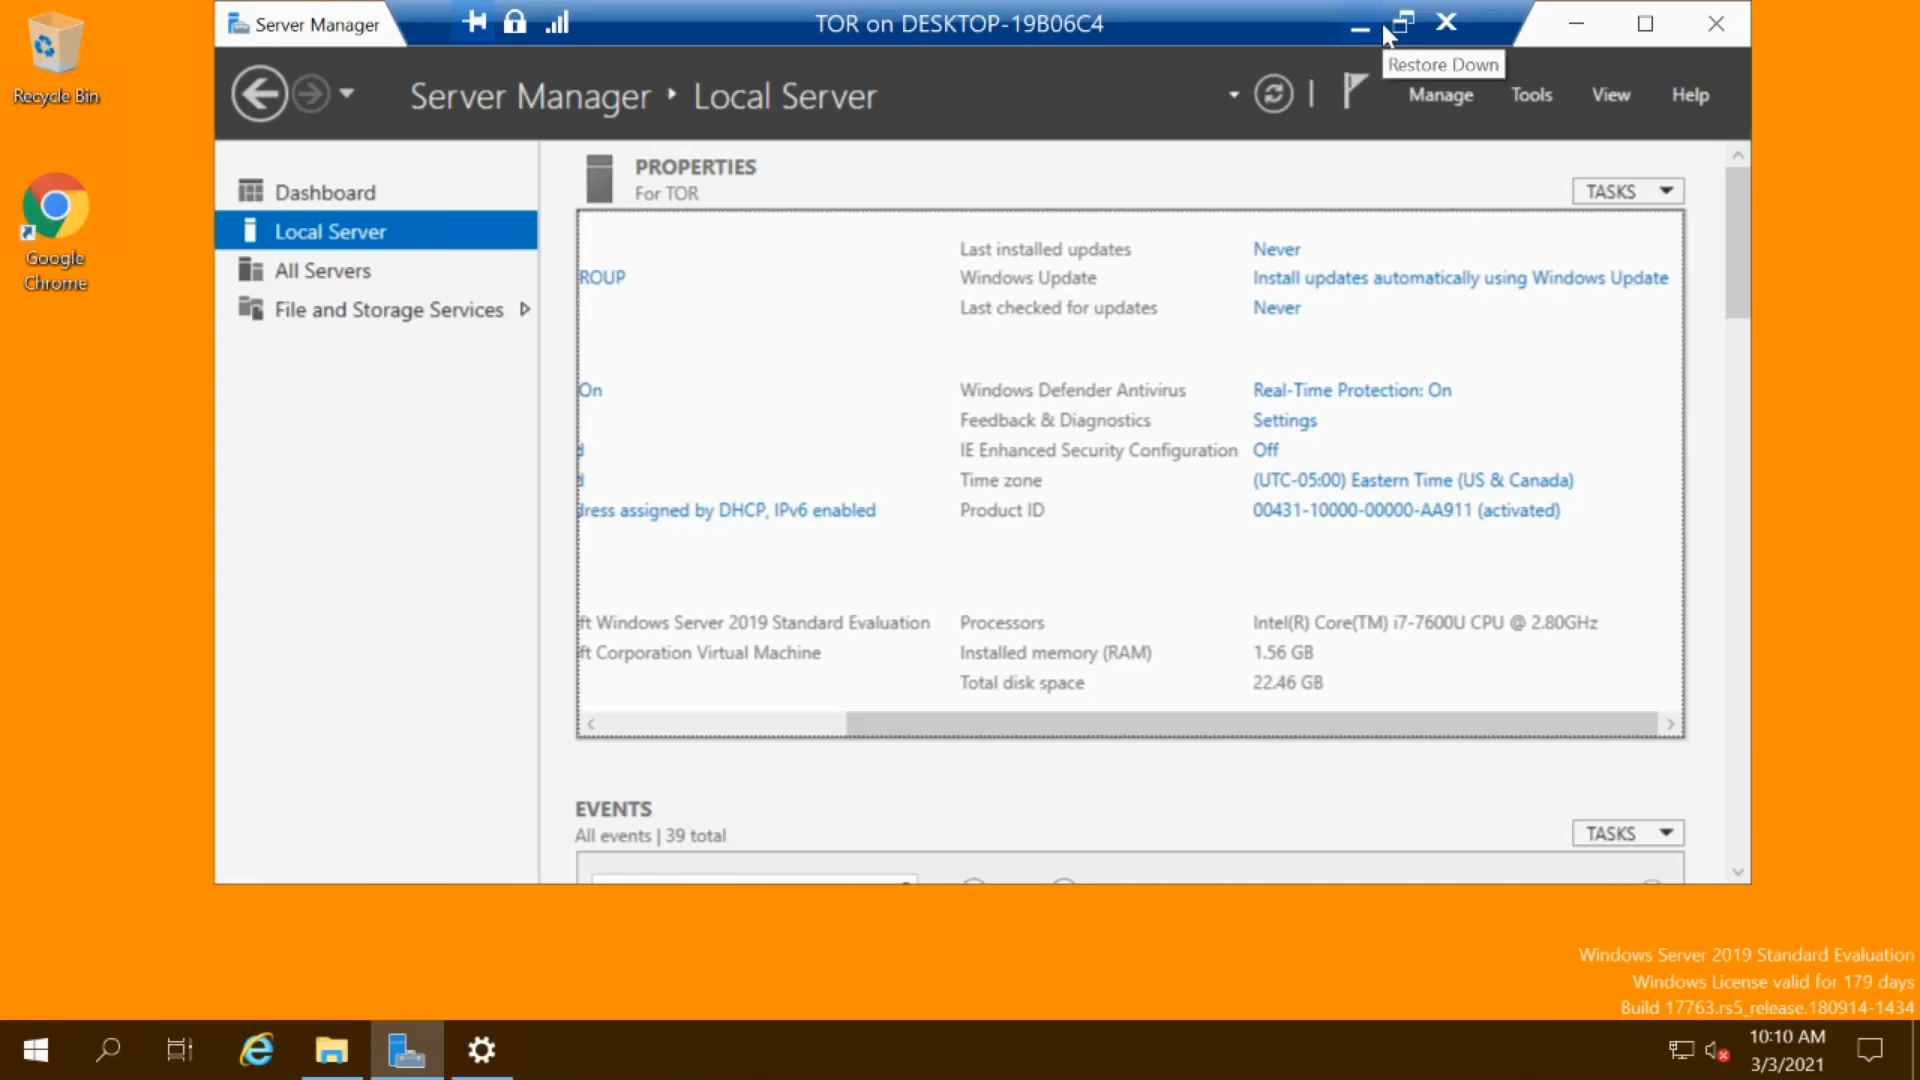 Recycle Bin
Google
Chrome
Server Manager
TOR on DESKTOP-19B06C4
Restore Down
Server Manager ‣ Local Server
Manage
Tools
View
Help
Dashboard
Local Server
All Servers
File and Storage Services
PROPERTIES
For TOR
TASKS
Last installed updates Never
ROUP Windows Update Install updates automatically using Windows Update
Last checked for updates Never
On Windows Defender Antivirus Real-Time Protection: On
Feedback & Diagnostics Settings
d IE Enhanced Security Configuration Off
d Time zone (UTC-05:00) Eastern Time (US & Canada)
dress assigned by DHCP, IPv6 enabled Product ID 00431-10000-00000-AA911 (activated)
ft Windows Server 2019 Standard Evaluation Processors Intel(R) Core(TM) i7-7600U CPU @ 2.80GHz
ft Corporation Virtual Machine Installed memory (RAM) 1.56 GB
Total disk space 22.46 GB
EVENTS
All events | 39 total
TASKS
Windows Server 2019 Standard Evaluation
Windows License valid for 179 days
Build 17763.rs5_release.180914-1434
10:10 AM
3/3/2021